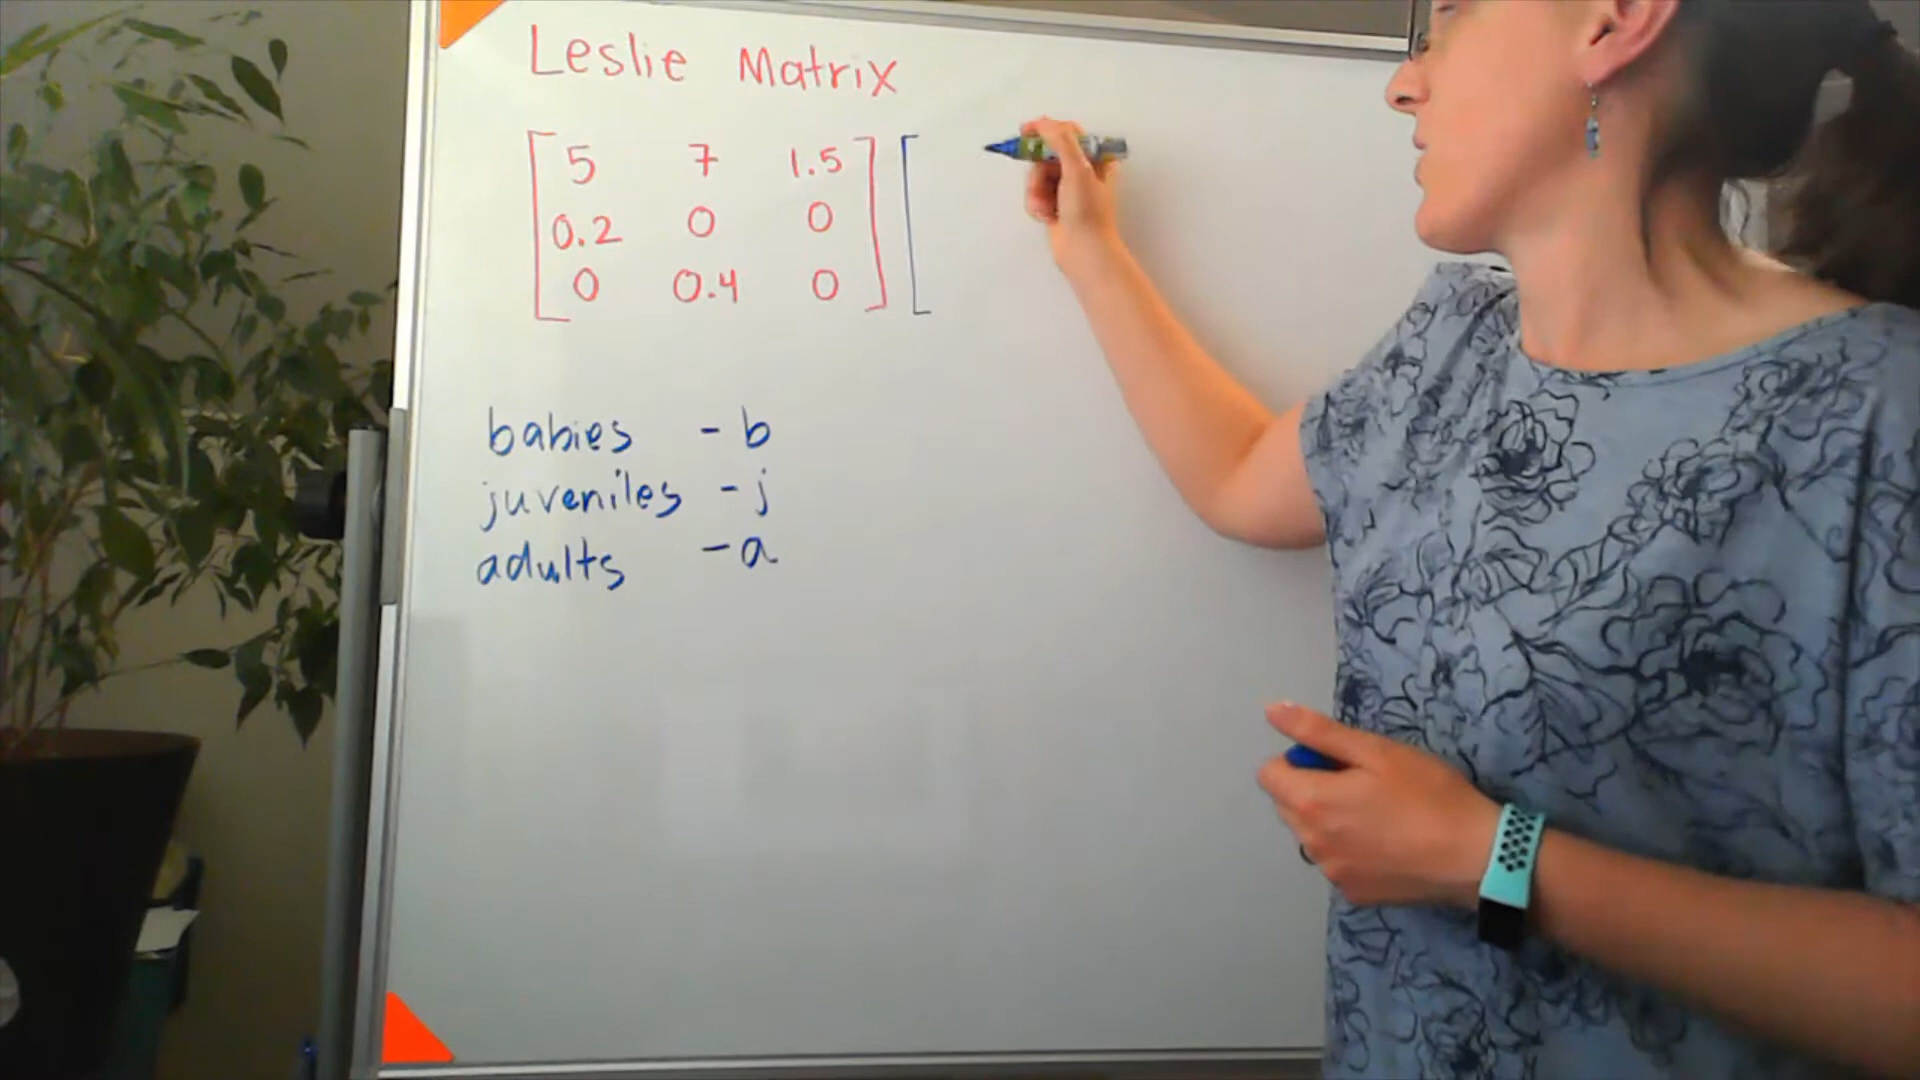 Leslie Matrix
5 7 1.5
0.2 0 0
0 0.4 0
babies - b
juveniles - j
adults - a